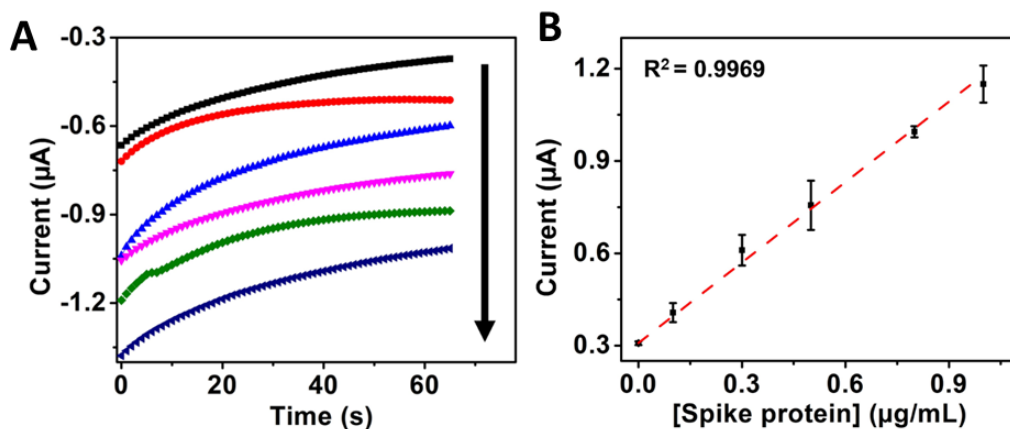 A
-0.3
-0.6
-0.9
-1.2
Current (µA)
0
20
40
60
Time (s)
B
R² = 0.9969
1.2
0.9
0.6
0.3
Current (µA)
0.0
0.3
0.6
0.9
[Spike protein] (µg/mL)